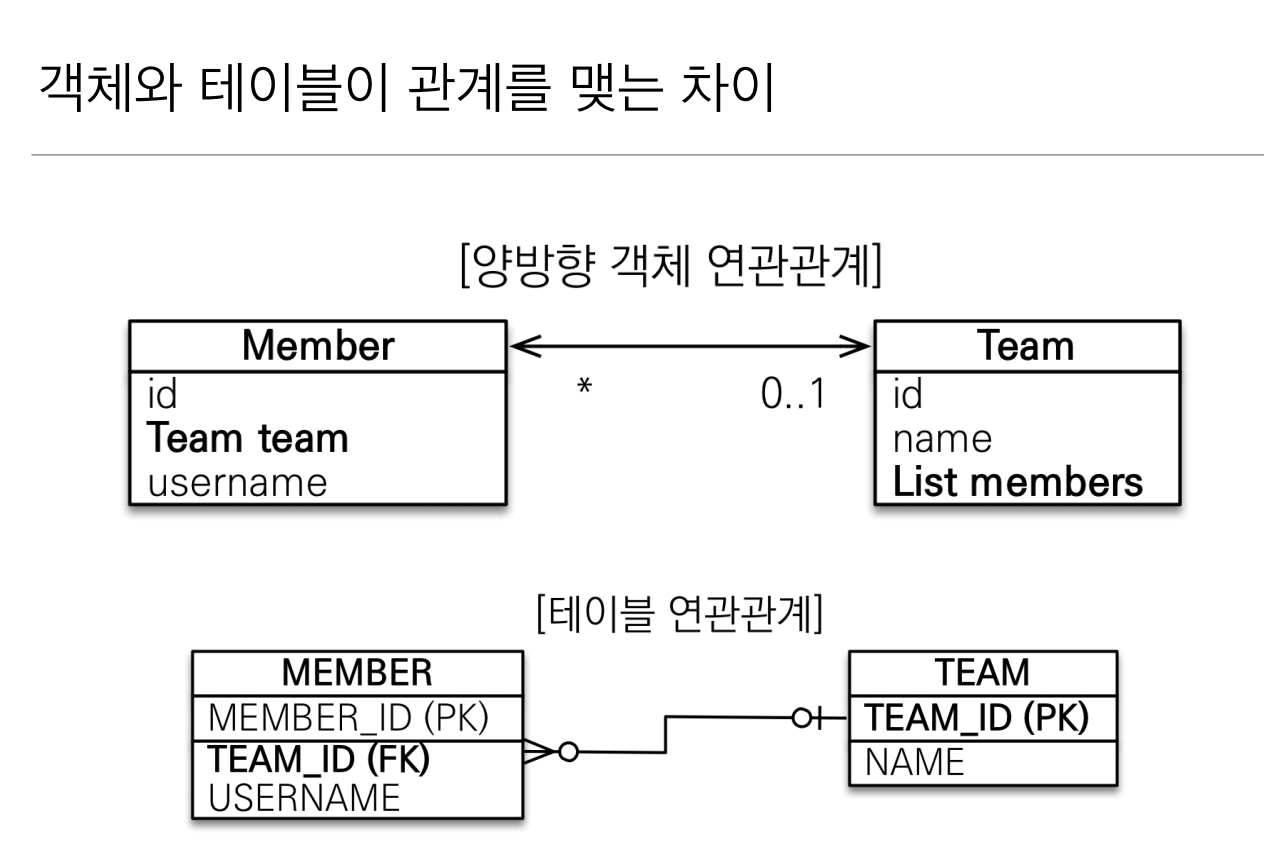 객체와 테이블이 관계를 맺는 차이
[양방향 객체 연관관계]
Member
id
Team team
username
* 0..1
Team
id
name
List members
[테이블 연관관계]
MEMBER
MEMBER_ID (PK)
TEAM_ID (FK)
USERNAME
TEAM
TEAM_ID (PK)
NAME